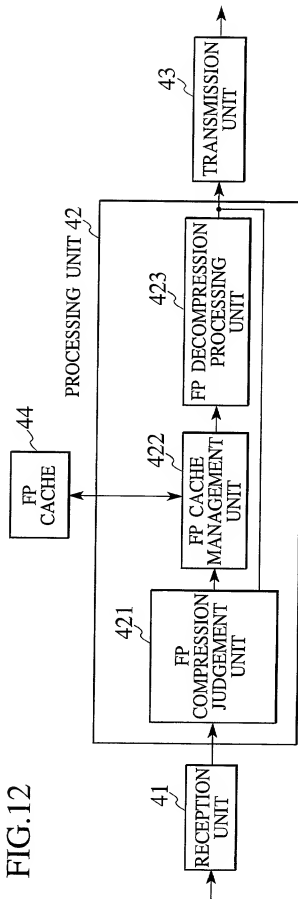 FIG.12
41
RECEPTION
UNIT
PROCESSING UNIT 42
421
FP
COMPRESSION
JUDGEMENT
UNIT
44
FP
CACHE
422
FP CACHE
MANAGEMENT
UNIT
423
FP DECOMPRESSION
PROCESSING
UNIT
43
TRANSMISSION
UNIT